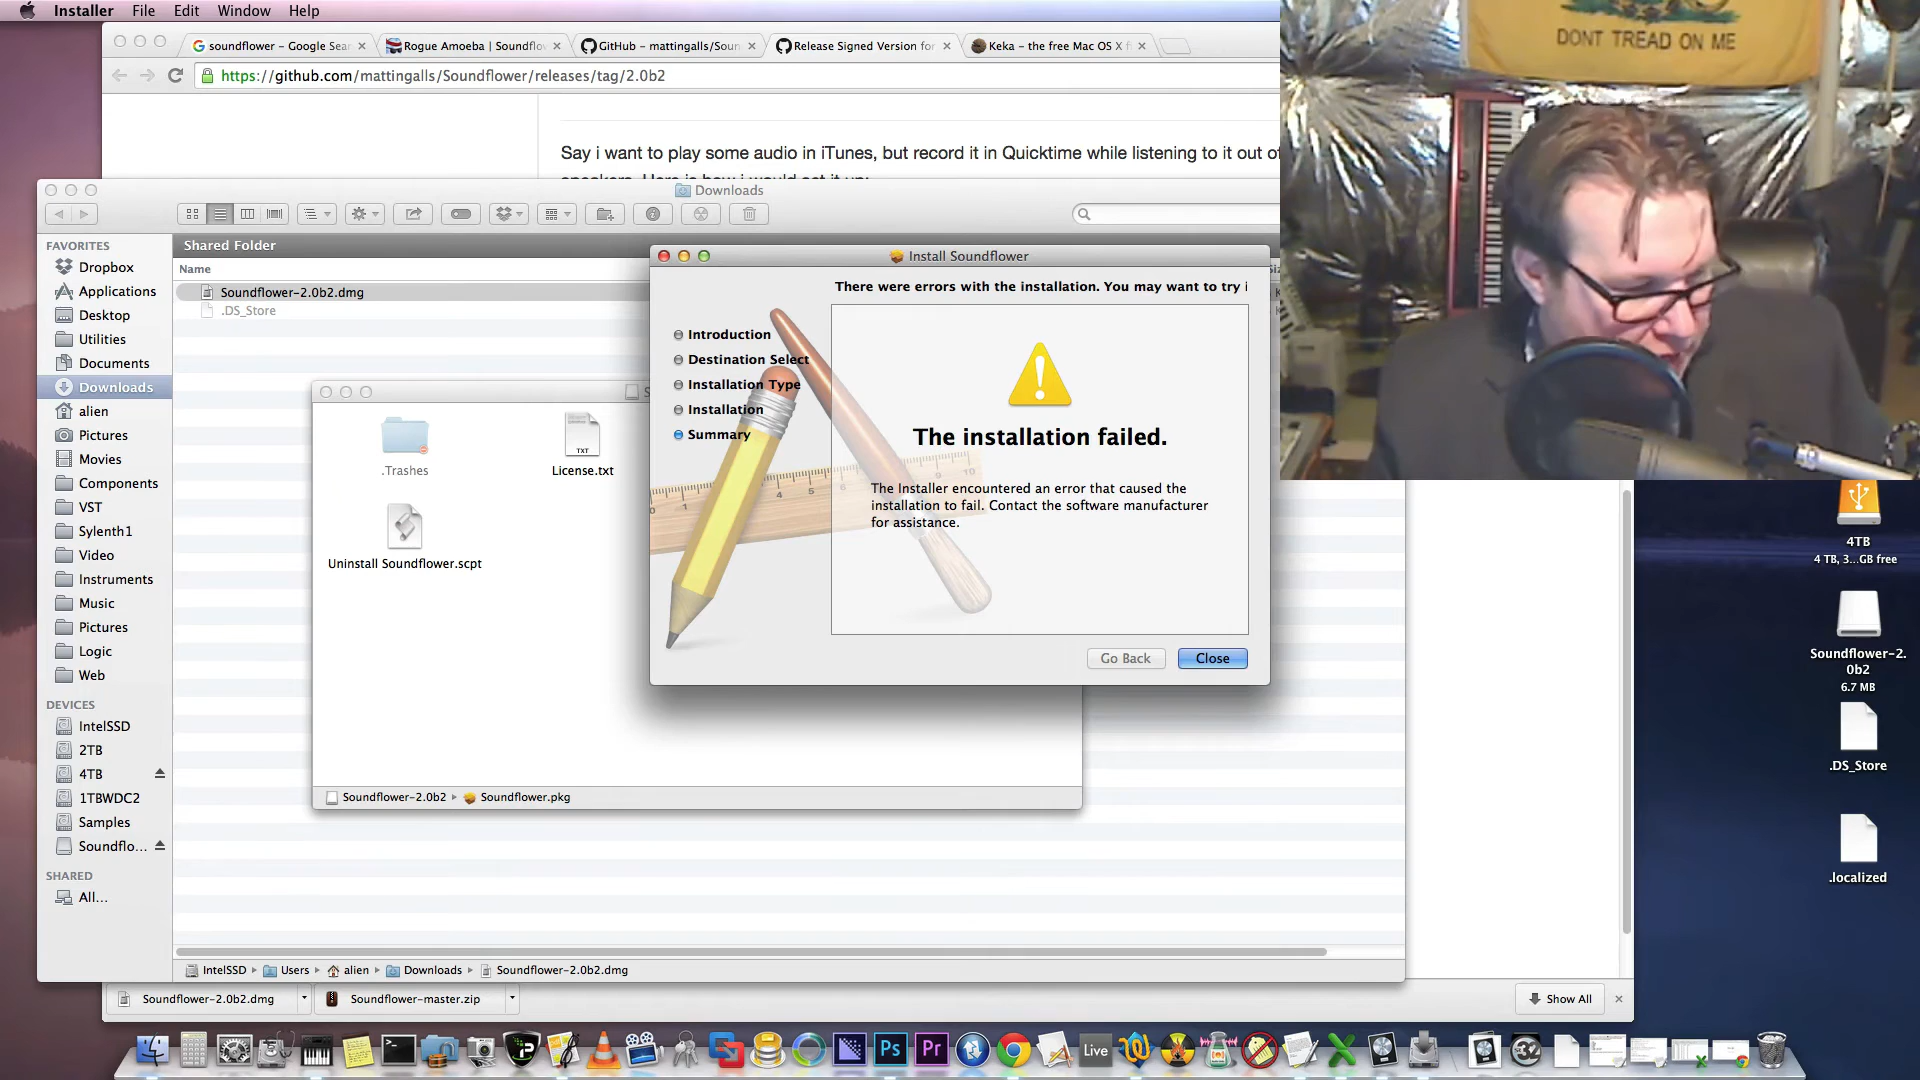 Installer File Edit Window Help
soundflower - Google Sea
Rogue Amoeba | Soundflow
GitHub - mattingalls/Soun
Release Signed Version for
Keka - the free Mac OS X f
https://github.com/mattingalls/Soundflower/releases/tag/2.0b2
DONT TREAD ON ME
Say i want to play some audio in iTunes, but record it in Quicktime while listening to it out of
Downloads
Shared Folder
Name
Soundflower-2.0b2.dmg
.DS_Store
FAVORITES
Dropbox
Applications
Desktop
Utilities
Documents
Downloads
alien
Pictures
Movies
Components
VST
Sylenth1
Video
Instruments
Music
Pictures
Logic
Web
DEVICES
IntelSSD
2TB
4TB
1TBWDC2
Samples
Soundflo...
SHARED
All...
.Trashes
TXT
License.txt
Uninstall Soundflower.scpt
Soundflower-2.0b2
Soundflower.pkg
Install Soundflower
There were errors with the installation. You may want to try i
Introduction
Destination Select
Installation Type
Installation
Summary
The installation failed.
The Installer encountered an error that caused the
installation to fail. Contact the software manufacturer
for assistance.
Go Back
Close
4TB
4 TB, 3...GB free
Soundflower-2.
0b2
6.7 MB
.DS_Store
.localized
IntelSSD
Users
alien
Downloads
Soundflower-2.0b2.dmg
Soundflower-2.0b2.dmg
Soundflower-master.zip
Show All
Ps
Pr
Live
32